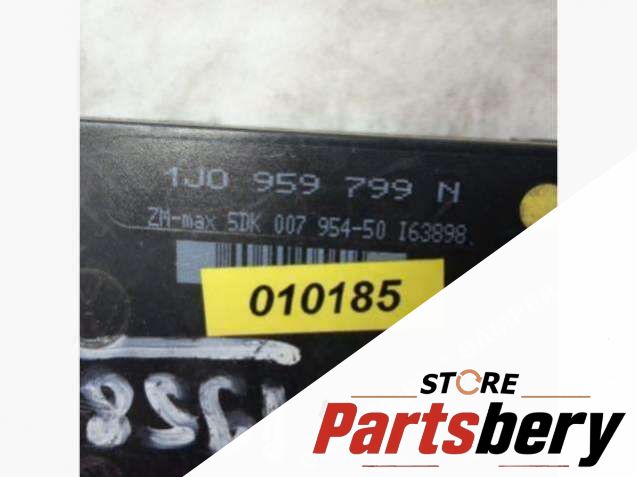 1J0 959 799 N
ZM-max 5DK 007 954-50 I63898
010185
STORE
Partsbery